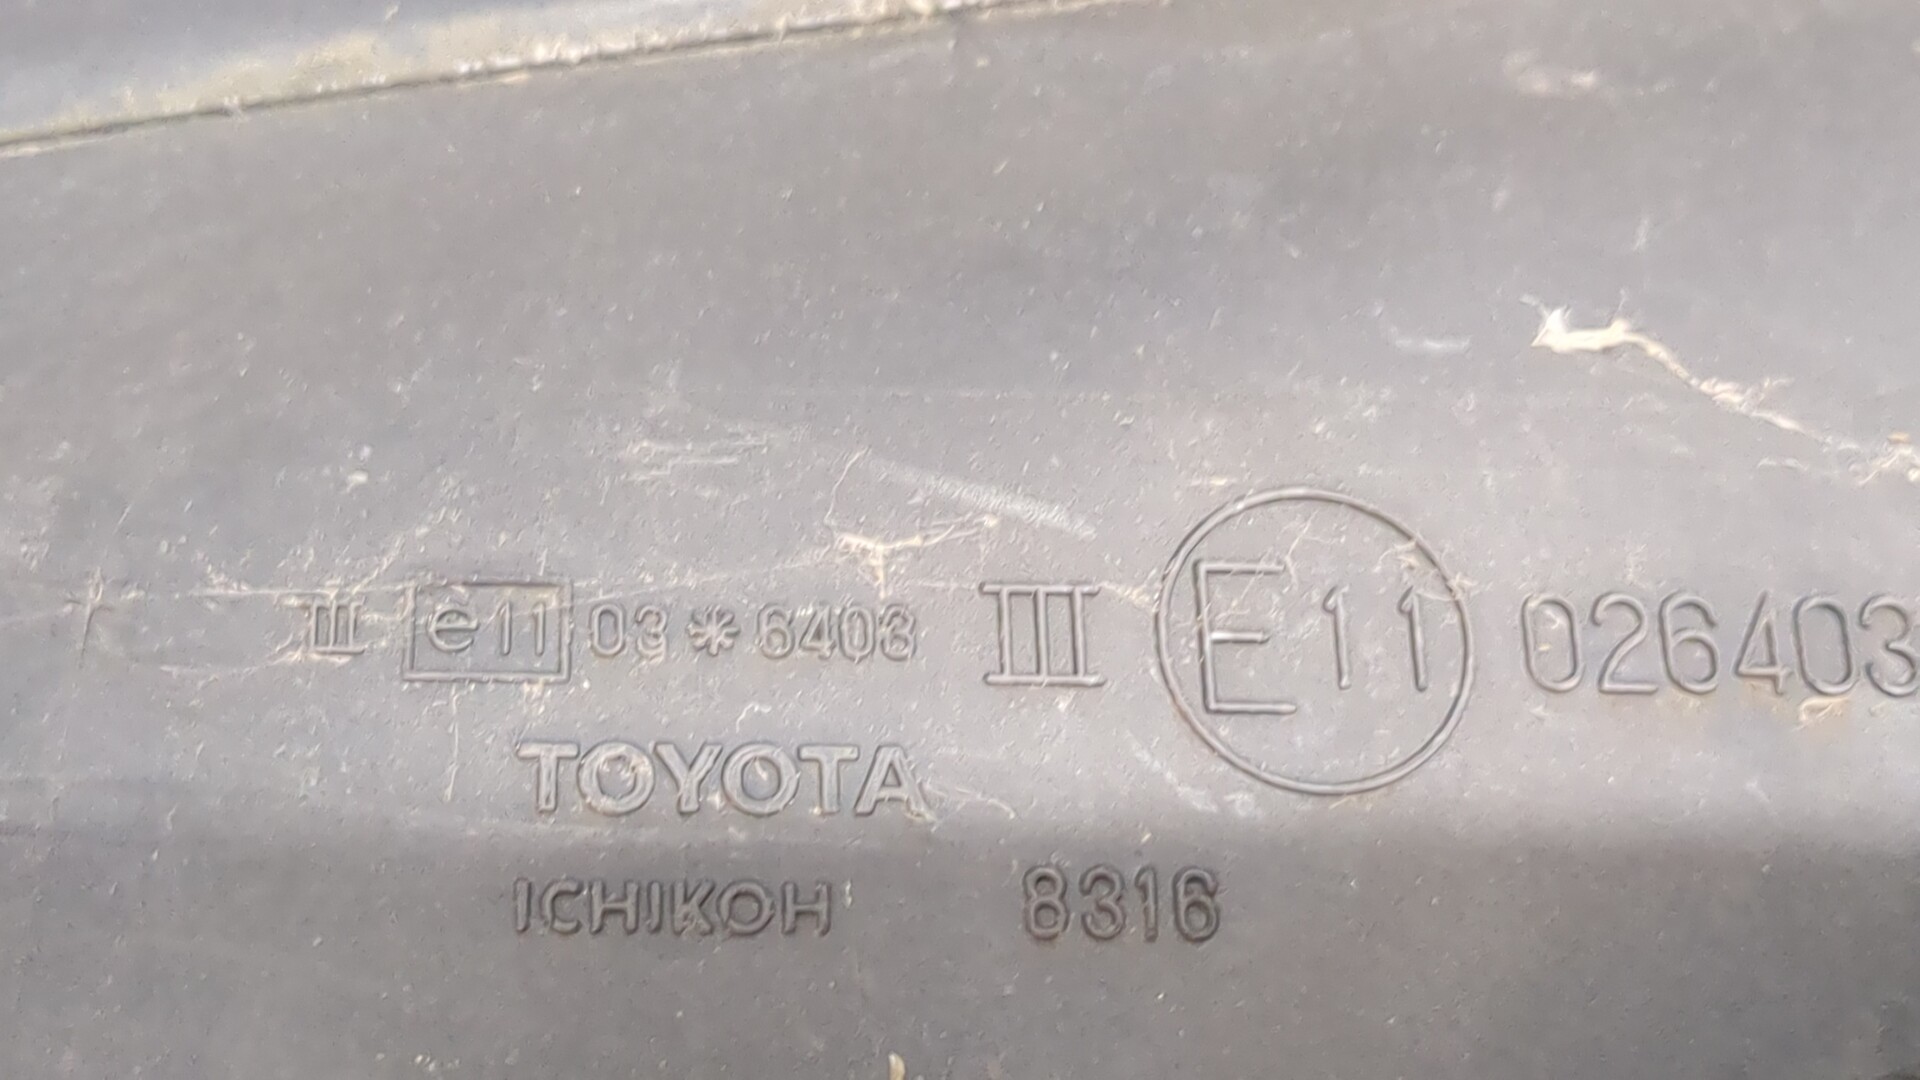 III e11 03*6403 III E11 026403
TOYOTA
ICHIKOH 8316